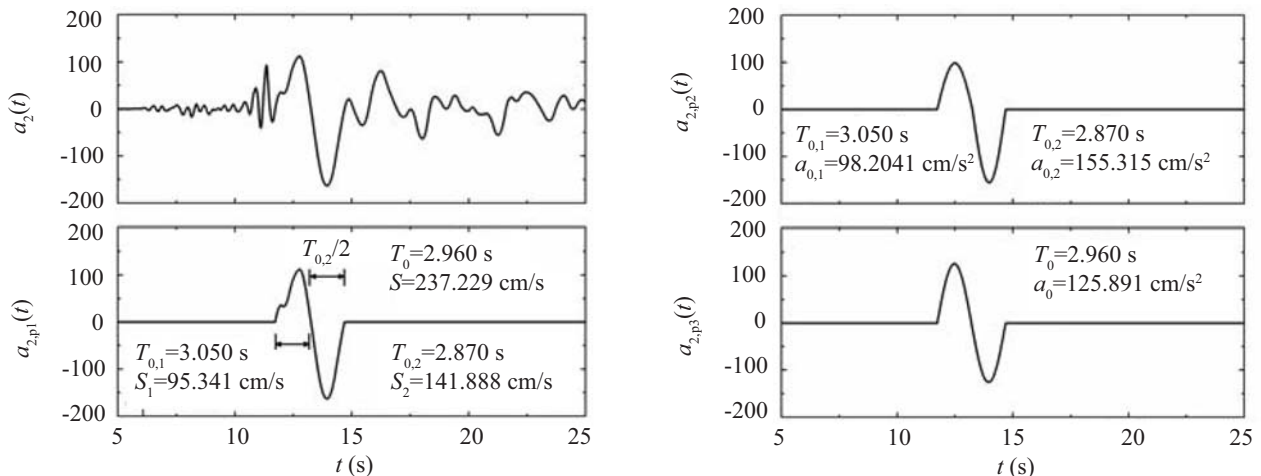 200
100
0
-100
-200
a₂(t)
200
100
0
-100
-200
a₂,ₚ₁(t)
T₀,₂/2
T₀=2.960 s
S=237.229 cm/s
T₀,₁=3.050 s
S₁=95.341 cm/s
T₀,₂=2.870 s
S₂=141.888 cm/s
5 10 15 20 25
t (s)
200
100
0
-100
-200
a₂,ₚ₂(t)
T₀,₁=3.050 s
a₀,₁=98.2041 cm/s²
T₀,₂=2.870 s
a₀,₂=155.315 cm/s²
200
100
0
-100
-200
a₂,ₚ₃(t)
T₀=2.960 s
a₀=125.891 cm/s²
5 10 15 20 25
t (s)